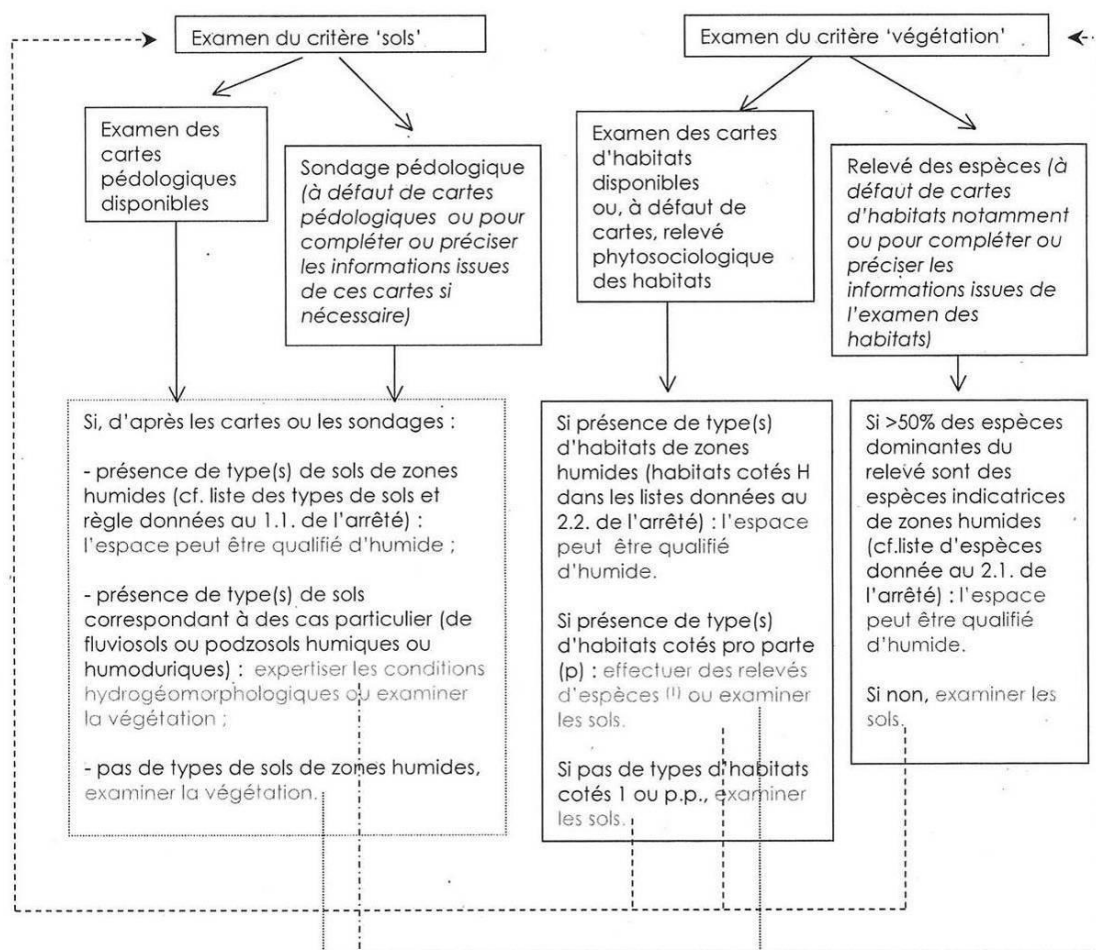 Examen du critère ‘sols’
Examen du critère ‘végétation’
Examen des
cartes
pédologiques
disponibles
Sondage pédologique
(à défaut de cartes
pédologiques ou pour
compléter ou préciser
les informations issues
de ces cartes si
nécessaire)
Examen des cartes
d’habitats
disponibles
ou, à défaut de
cartes, relevé
phytosociologique
des habitats
Relevé des espèces (à
défaut de cartes
d’habitats notamment
ou pour compléter ou
préciser les
informations issues de
l’examen des
habitats)
Si, d’après les cartes ou les sondages :
- présence de type(s) de sols de zones
humides (cf. liste des types de sols et
règle données au 1.1. de l’arrêté) :
l’espace peut être qualifié d’humide ;
- présence de type(s) de sols
correspondant à des cas particulier (de
fluviosols ou podzosols humiques ou
humoduriques) : expertiser les conditions
hydrogéomorphologiques ou examiner
la végétation ;
- pas de types de sols de zones humides,
examiner la végétation.
Si présence de type(s)
d’habitats de zones
humides (habitats cotés H
dans les listes données au
2.2. de l’arrêté) : l’espace
peut être qualifié
d’humide.
Si présence de type(s)
d’habitats cotés pro parte
(p) : effectuer des relevés
d’espèces (1) ou examiner
les sols.
Si pas de types d’habitats
cotés 1 ou p.p., examiner
les sols.
Si >50% des espèces
dominantes du
relevé sont des
espèces indicatrices
de zones humides
(cf.liste d’espèces
donnée au 2.1. de
l’arrêté) : l’espace
peut être qualifié
d’humide.
Si non, examiner les
sols.